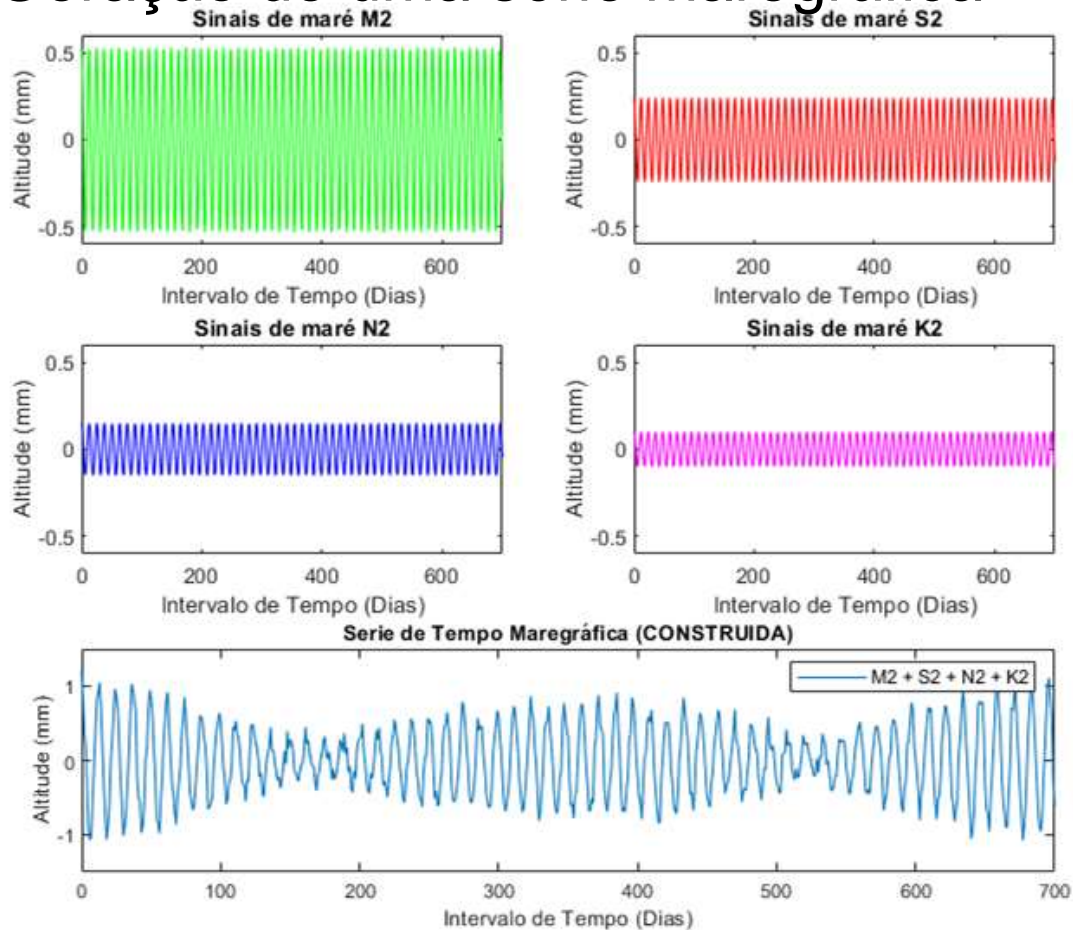 Sinais de maré M2
0.5
0
-0.5
Altitude (mm)
0 200 400 600
Intervalo de Tempo (Dias)
Sinais de maré S2
0.5
0
-0.5
Altitude (mm)
0 200 400 600
Intervalo de Tempo (Dias)
Sinais de maré N2
0.5
0
-0.5
Altitude (mm)
0 200 400 600
Intervalo de Tempo (Dias)
Sinais de maré K2
0.5
0
-0.5
Altitude (mm)
0 200 400 600
Intervalo de Tempo (Dias)
Serie de Tempo Maregráfica (CONSTRUIDA)
M2 + S2 + N2 + K2
1
0
-1
Altitude (mm)
0 100 200 300 400 500 600 700
Intervalo de Tempo (Dias)